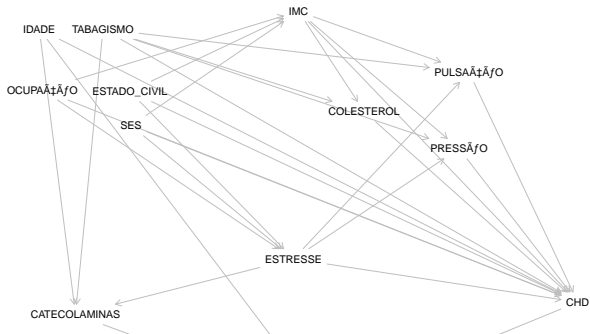 IMC
IDADE TABAGISMO
PULSAÃ‡ÃƒO
OCUPAÃ‡ÃƒO ESTADO_CIVIL
COLESTEROL
SES
PRESSÃƒO
ESTRESSE
CHD
CATECOLAMINAS